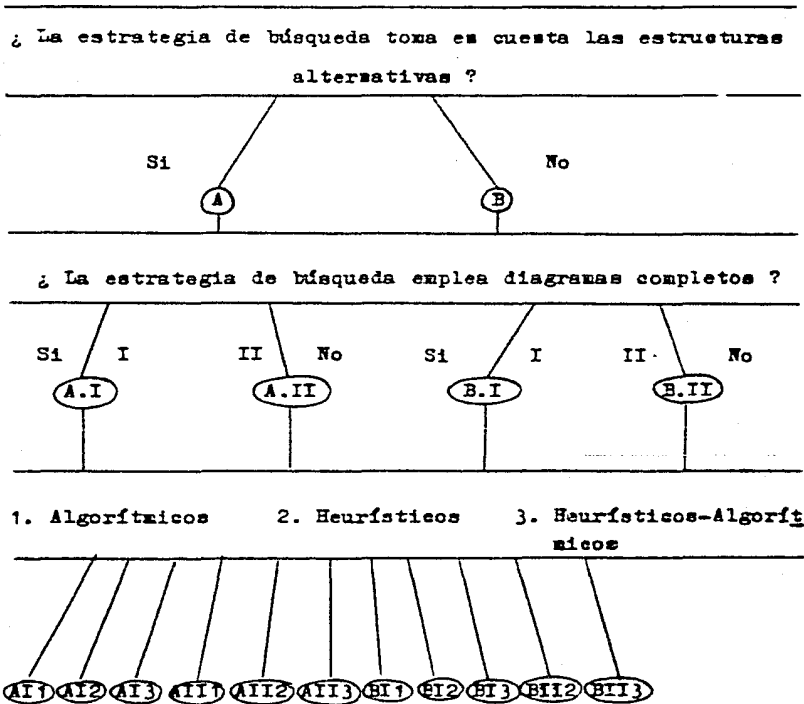 ¿ La estrategia de búsqueda toma en cuenta las estructuras
alternativas ?
Si No
A B
¿ La estrategia de búsqueda emplea diagramas completos ?
Si I II No Si I II No
A.I A.II B.I B.II
1. Algorítmicos 2. Heurísticos 3. Heurísticos-Algorít
micos
AI1 AI2 AI3 AII1 AII2 AII3 BI1 BI2 BI3 BII2 BII3